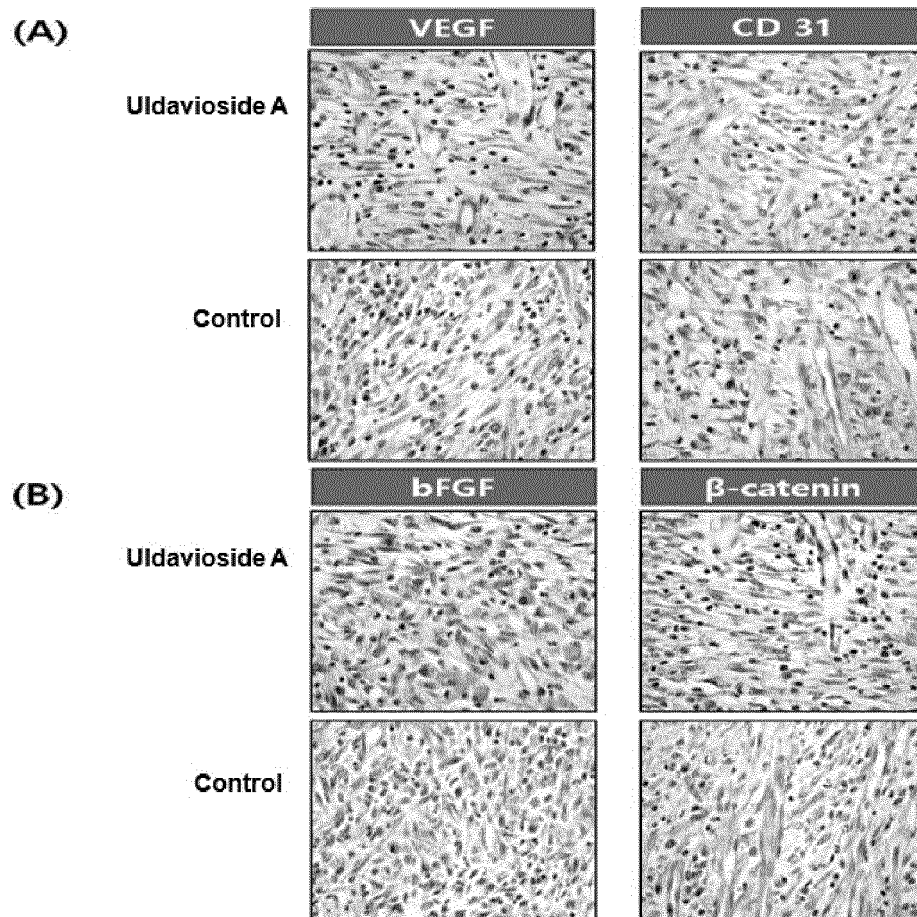 (A)
VEGF
CD 31
Uldavioside A
Control
(B)
bFGF
β-catenin
Uldavioside A
Control